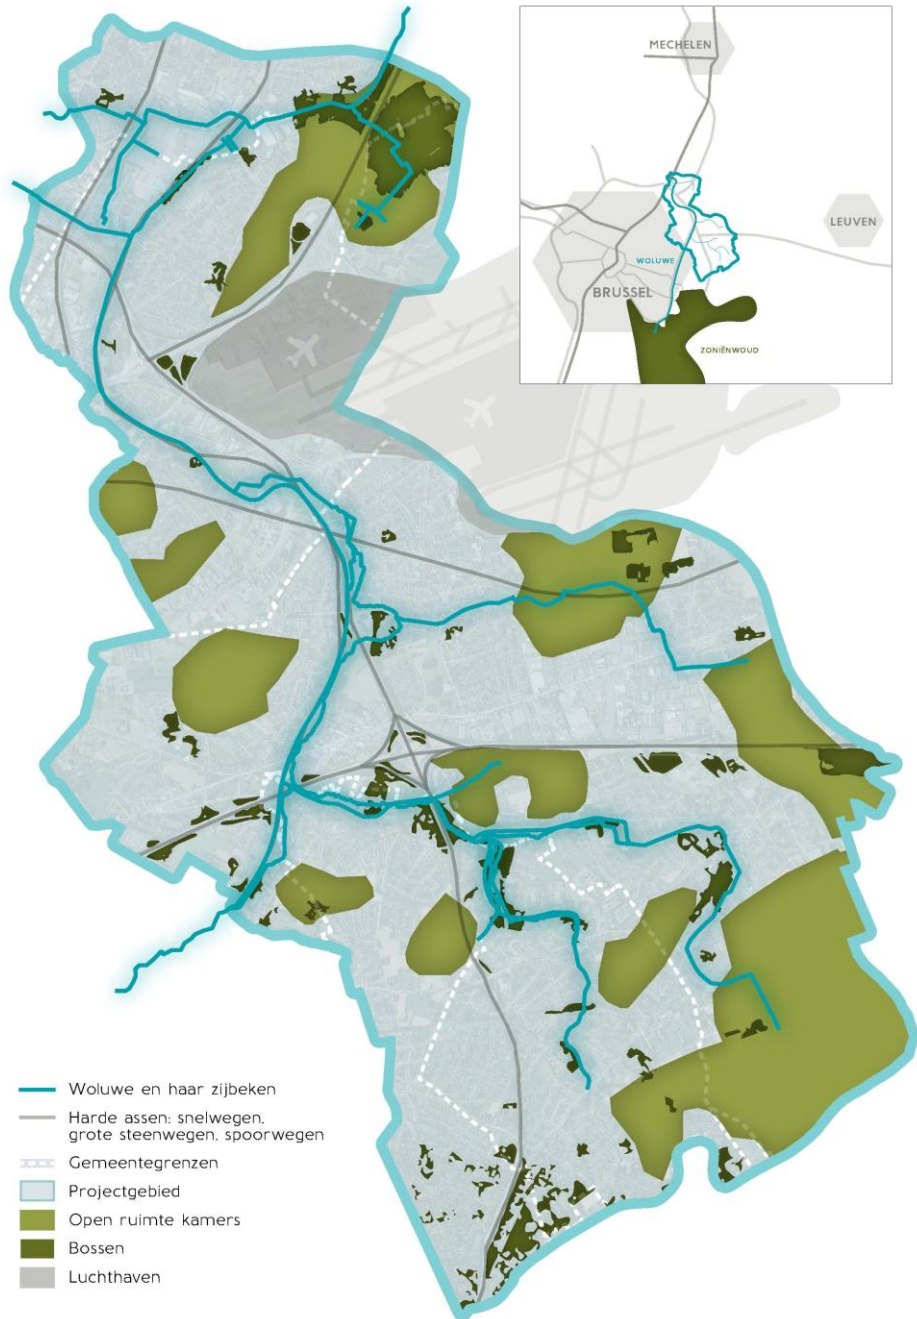 MECHELEN
LEUVEN
WOLUWE
BRUSSEL
ZONIËNWOUD
Woluwe en haar zijbeken
Harde assen: snelwegen,
grote steenwegen, spoorwegen
Gemeentegrenzen
Projectgebied
Open ruimte kamers
Bossen
Luchthaven